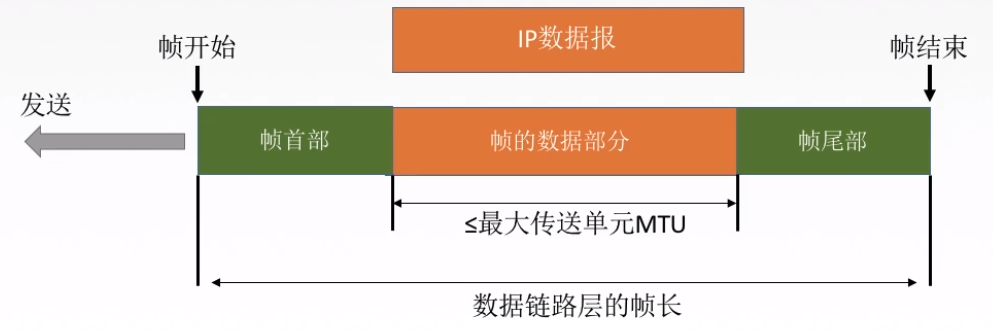 IP数据报
帧开始
帧结束
发送
帧首部
帧的数据部分
帧尾部
≤最大传送单元MTU
数据链路层的帧长